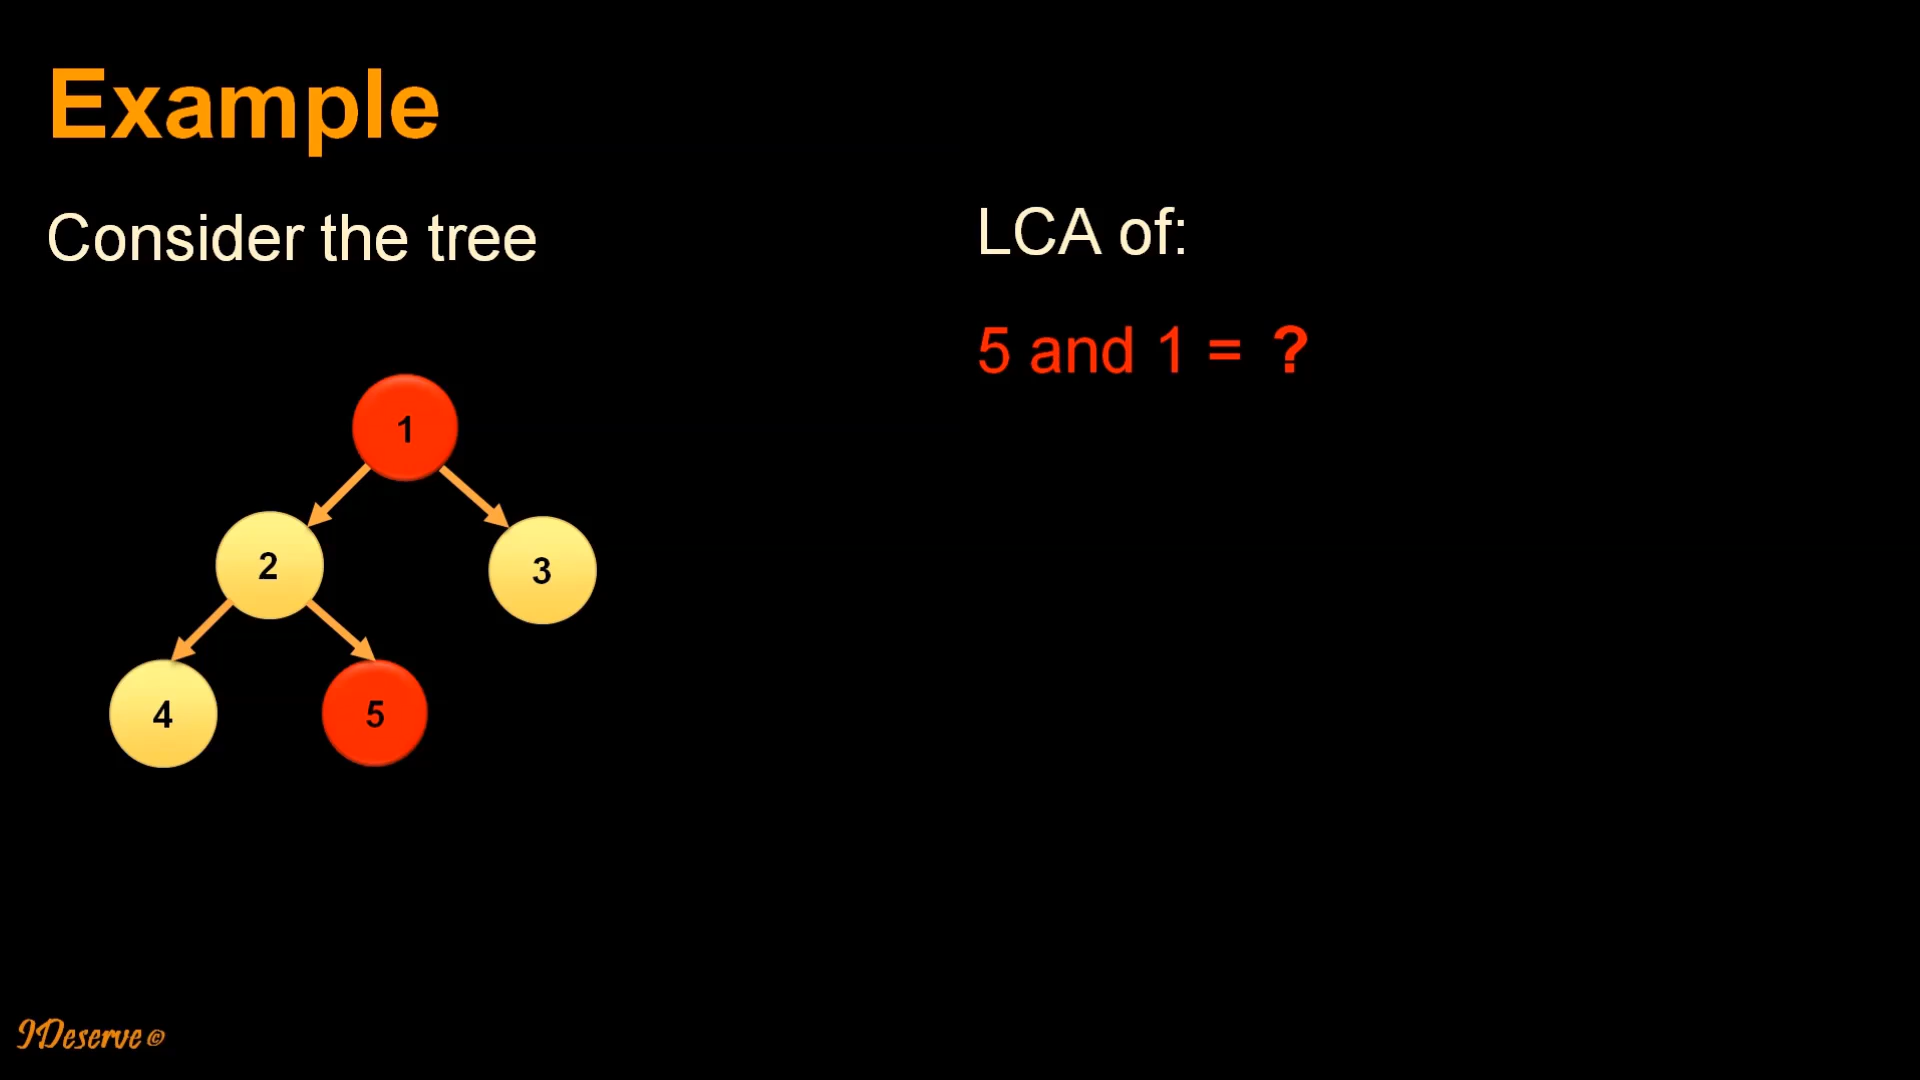 Example
Consider the tree
LCA of:
5 and 1 = ?
1
2
3
4
5
IDeserve ©